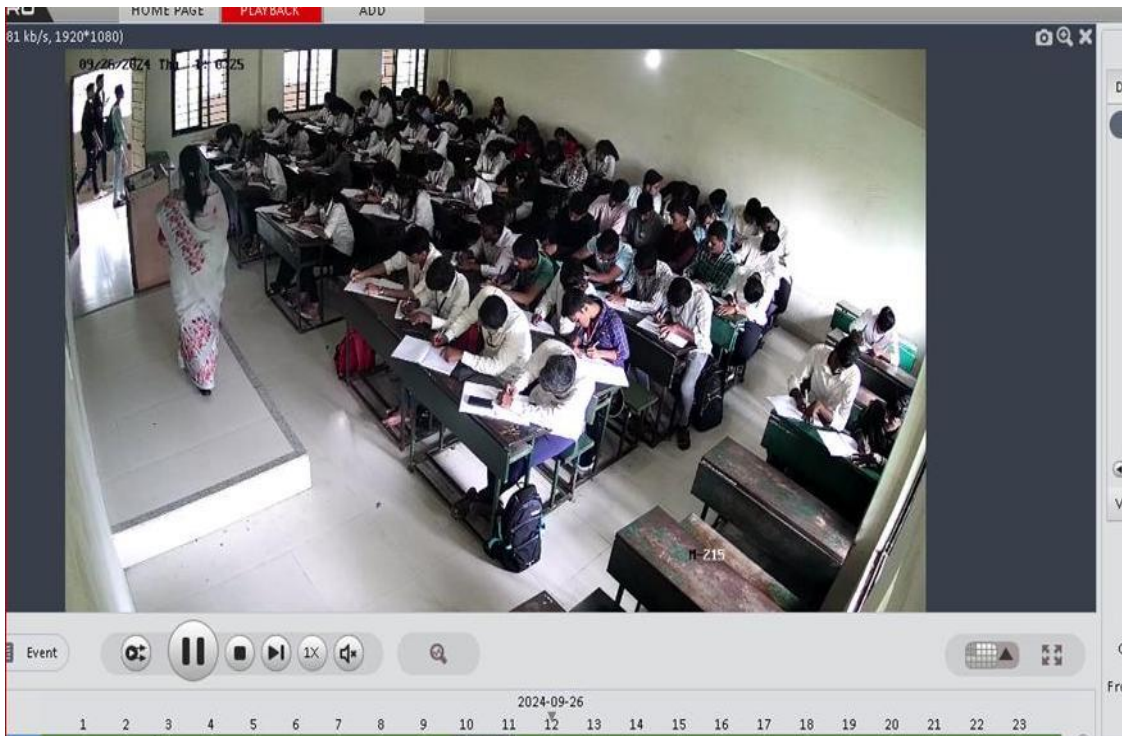 HOME PAGE PLAYBACK ADD
81 kb/s, 1920*1080)
09/26/2024 Thu
M-215
Event
1X
2024-09-26
1 2 3 4 5 6 7 8 9 10 11 12 13 14 15 16 17 18 19 20 21 22 23